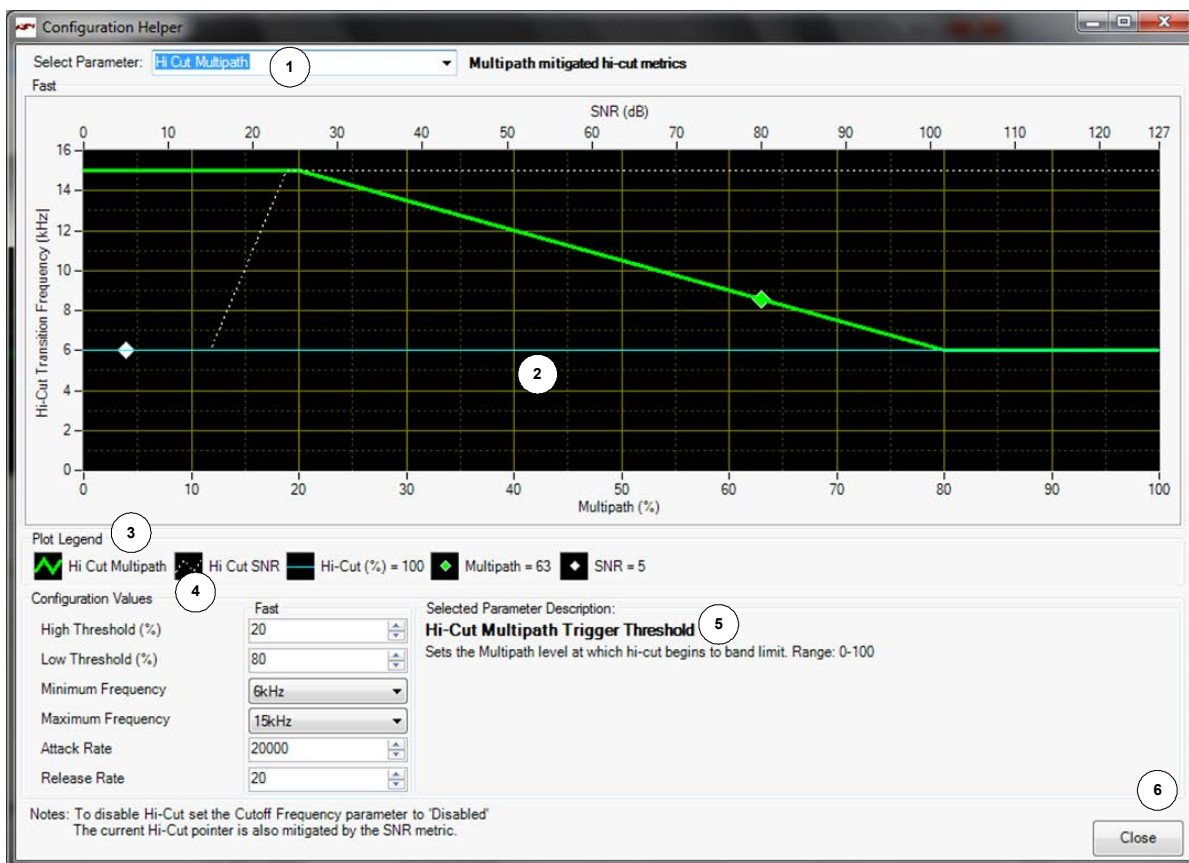 Configuration Helper
Select Parameter: Hi Cut Multipath 1 Multipath mitigated hi-cut metrics
Fast
SNR (dB)
0 10 20 30 40 50 60 70 80 90 100 110 120 127
16
14
12
10
8
6
4
2
0
Hi-Cut Transition Frequency (kHz)
2
0 10 20 30 40 50 60 70 80 90 100
Multipath (%)
Plot Legend 3
Hi Cut Multipath Hi Cut SNR Hi-Cut (%) = 100 Multipath = 63 SNR = 5
4
Configuration Values
Fast
High Threshold (%) 20
Low Threshold (%) 80
Minimum Frequency 6kHz
Maximum Frequency 15kHz
Attack Rate 20000
Release Rate 20
Selected Parameter Description:
Hi-Cut Multipath Trigger Threshold 5
Sets the Multipath level at which hi-cut begins to band limit. Range: 0-100
Notes: To disable Hi-Cut set the Cutoff Frequency parameter to 'Disabled'
The current Hi-Cut pointer is also mitigated by the SNR metric.
6
Close